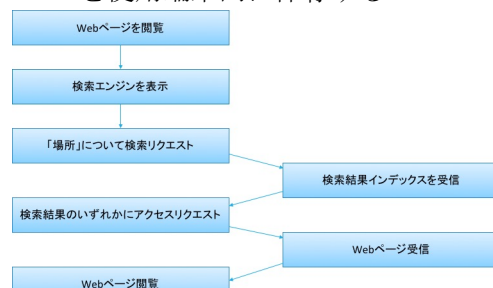 Webページを閲覧
検索エンジンを表示
「場所」について検索リクエスト
検索結果インデックスを受信
検索結果のいずれかにアクセスリクエスト
Webページ受信
Webページ閲覧